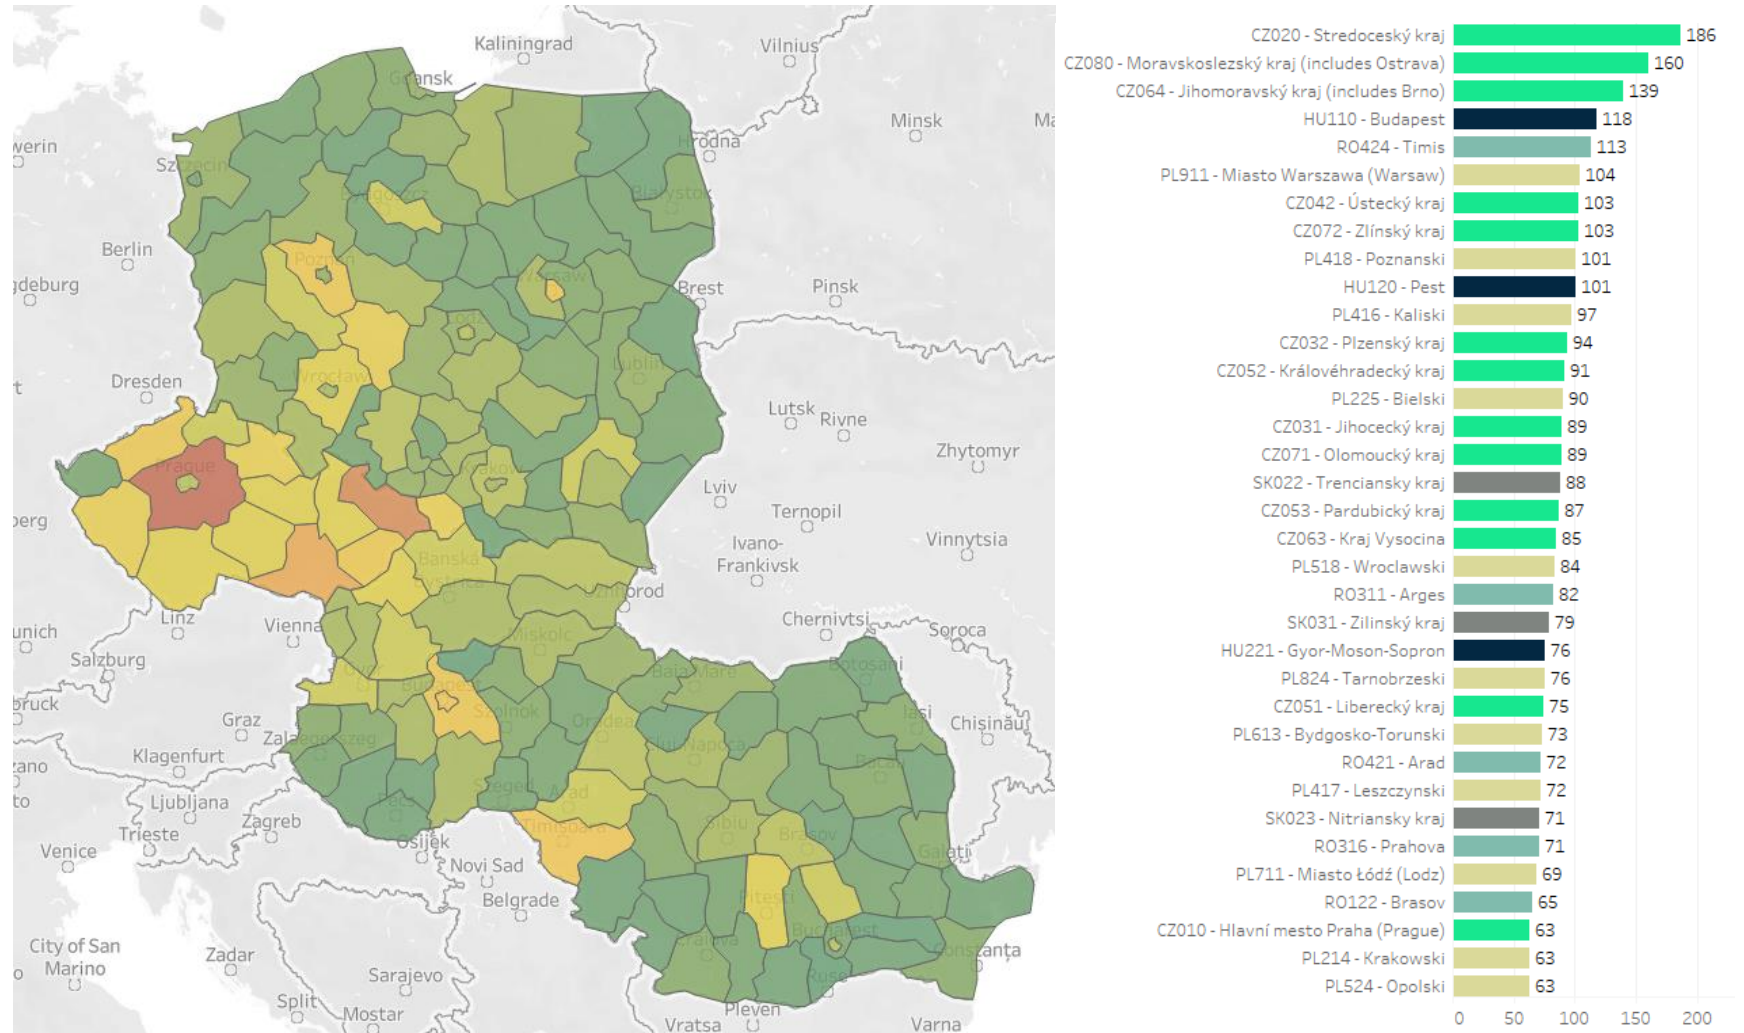 Kaliningrad
Vilnius
Gdansk
Minsk
Hrodna
Szczecin
Bydgoszcz
Bialystok
Berlin
Poznan
Warsaw
Brest
Pinsk
Lodz
Dresden
Wroclaw
Lublin
Lutsk
Rivne
Zhytomyr
Prague
Krakow
Lviv
Ternopil
Ivano-
Frankivsk
Vinnytsia
Banská
Bystrica
Uzhhorod
Linz
Vienna
Chernivtsi
Soroca
Salzburg
Miskolc
Gyor
Budapest
Baia Mare
Botosani
Graz
Szolnok
Oradea
Iasi
Chișinău
Klagenfurt
Zalaegerszeg
Cluj-Napoca
Bacau
Ljubljana
Pecs
Szeged
Arad
Trieste
Zagreb
Timisoara
Sibiu
Brasov
Venice
Osijek
Novi Sad
Galati
Belgrade
Pitesti
City of San
Marino
Zadar
Sarajevo
Craiova
Bucharest
Constanța
Split
Mostar
Ruse
Pleven
Vratsa
Varna
CZ020 - Stredoceský kraj 186
CZ080 - Moravskoslezský kraj (includes Ostrava) 160
CZ064 - Jihomoravský kraj (includes Brno) 139
HU110 - Budapest 118
RO424 - Timis 113
PL911 - Miasto Warszawa (Warsaw) 104
CZ042 - Ústecký kraj 103
CZ072 - Zlínský kraj 103
PL418 - Poznanski 101
HU120 - Pest 101
PL416 - Kaliski 97
CZ032 - Plzenský kraj 94
CZ052 - Královéhradecký kraj 91
PL225 - Bielski 90
CZ031 - Jihocecký kraj 89
CZ071 - Olomoucký kraj 89
SK022 - Trenciansky kraj 88
CZ053 - Pardubický kraj 87
CZ063 - Kraj Vysocina 85
PL518 - Wroclawski 84
RO311 - Arges 82
SK031 - Zilinský kraj 79
HU221 - Gyor-Moson-Sopron 76
PL824 - Tarnobrzeski 76
CZ051 - Liberecký kraj 75
PL613 - Bydgosko-Torunski 73
RO421 - Arad 72
PL417 - Leszczynski 72
SK023 - Nitriansky kraj 71
RO316 - Prahova 71
PL711 - Miasto Łódź (Lodz) 69
RO122 - Brasov 65
CZ010 - Hlavní mesto Praha (Prague) 63
PL214 - Krakowski 63
PL524 - Opolski 63
0 50 100 150 200